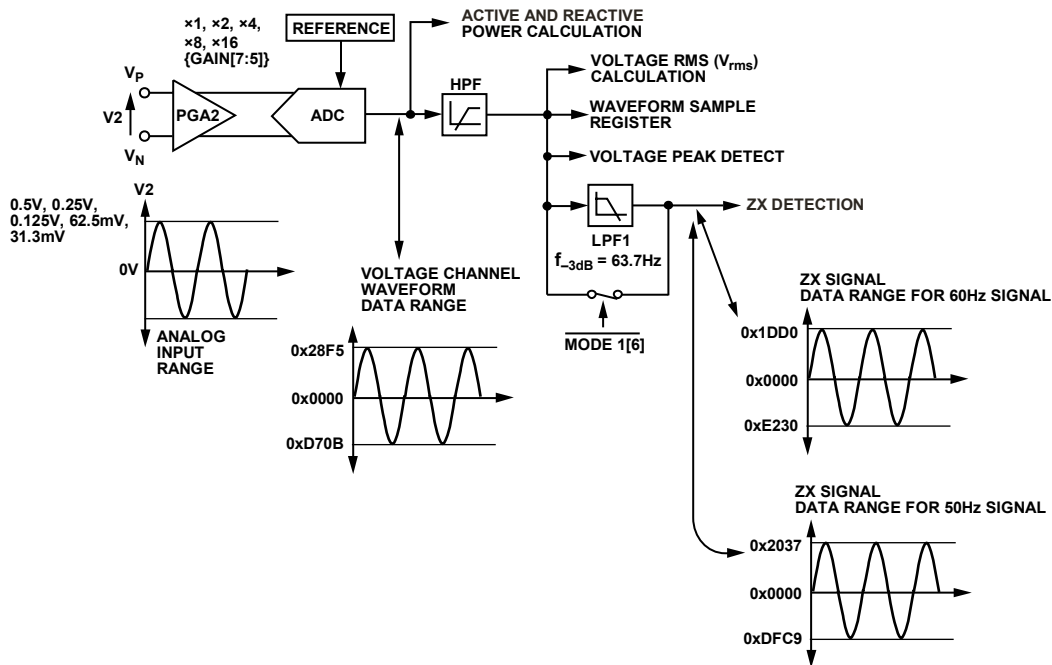 ×1, ×2, ×4,
×8, ×16
{GAIN[7:5]}
REFERENCE
ACTIVE AND REACTIVE
POWER CALCULATION
VP
V2
VN
PGA2
ADC
HPF
VOLTAGE RMS (Vrms)
CALCULATION
WAVEFORM SAMPLE
REGISTER
VOLTAGE PEAK DETECT
ZX DETECTION
LPF1
f–3dB = 63.7Hz
MODE 1[6]
V2
0.5V, 0.25V,
0.125V, 62.5mV,
31.3mV
0V
ANALOG
INPUT
RANGE
VOLTAGE CHANNEL
WAVEFORM
DATA RANGE
0x28F5
0x0000
0xD70B
ZX SIGNAL
DATA RANGE FOR 60Hz SIGNAL
0x1DD0
0x0000
0xE230
ZX SIGNAL
DATA RANGE FOR 50Hz SIGNAL
0x2037
0x0000
0xDFC9